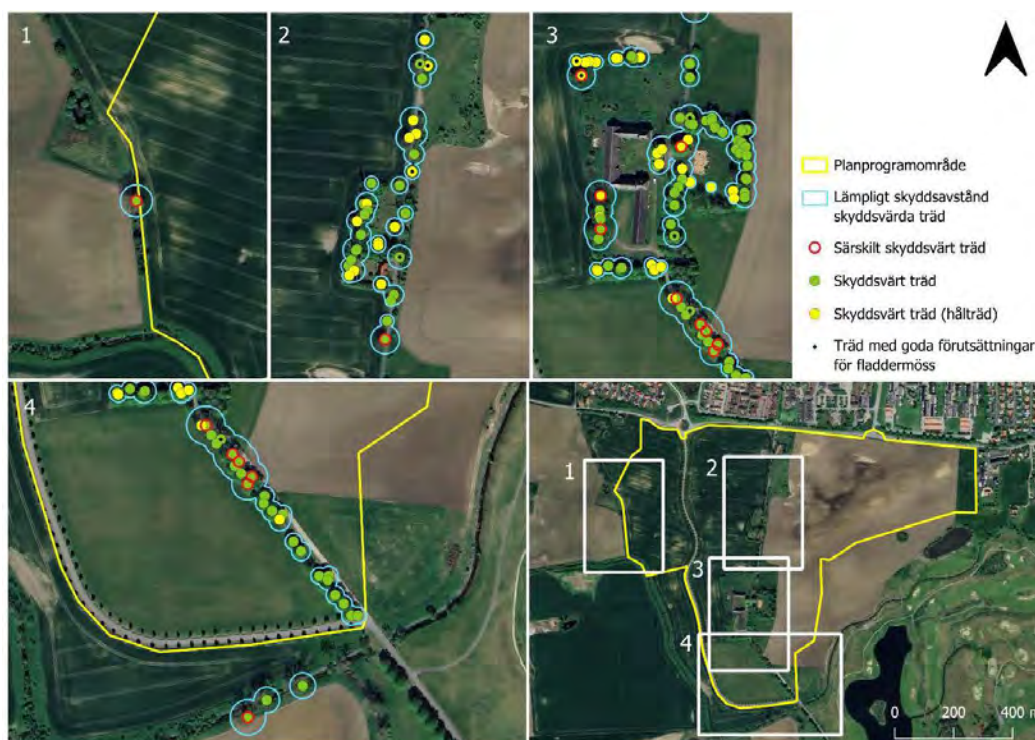 1
2
3
Planprogramområde
Lämpligt skyddsavstånd
skyddsvärda träd
Särskilt skyddsvärt träd
Skyddsvärt träd
Skyddsvärt träd (hålträd)
Träd med goda förutsättningar
för fladdermöss
4
1
2
3
4
0 200 400 m